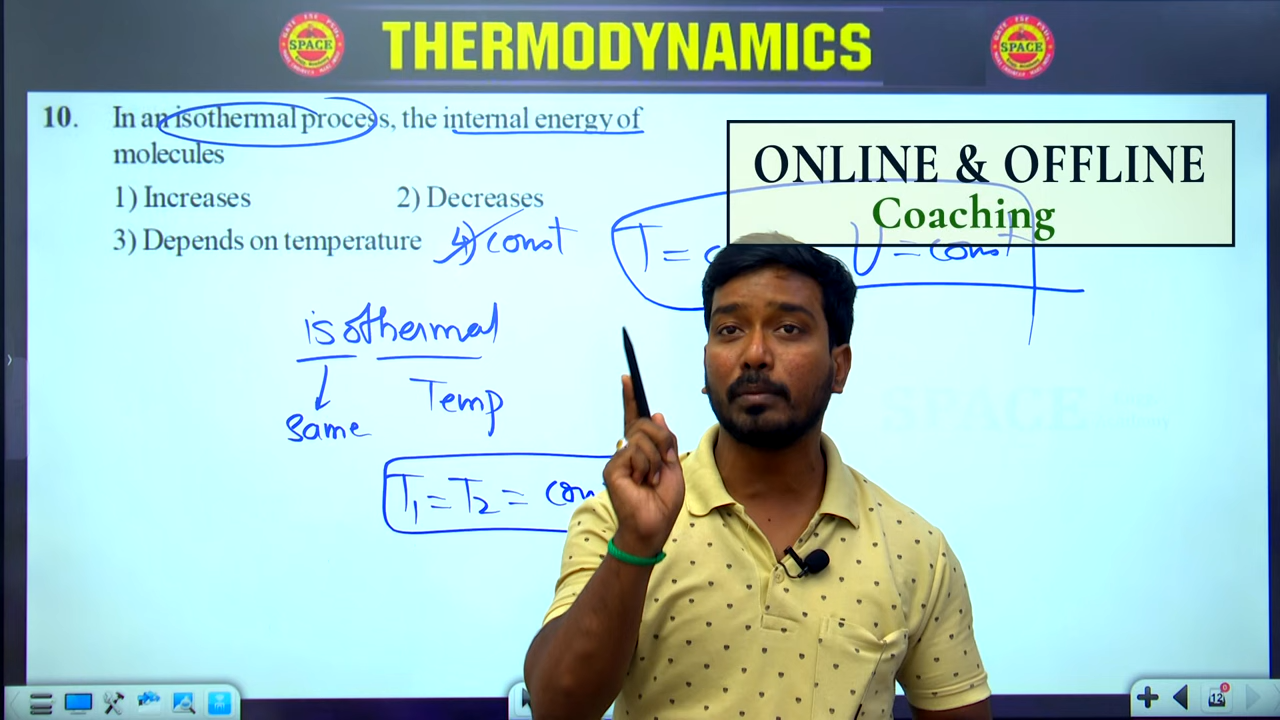 THERMODYNAMICS
SPACE
SPACE
10. In an isothermal process, the internal energy of
molecules
1) Increases 2) Decreases
3) Depends on temperature 4) const
ONLINE & OFFLINE
Coaching
T = U = const
isothermal
same Temp
T₁ = T₂ =
12